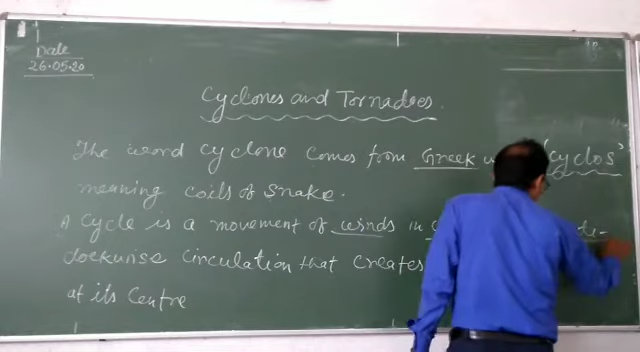 Date
26.05.20
Cyclones and Tornadoes.
The word cyclone comes from Greek 'Cyclos'
meaning coils of snake.
A cycle is a movement of winds in
clockwise circulation that creates
at its centre